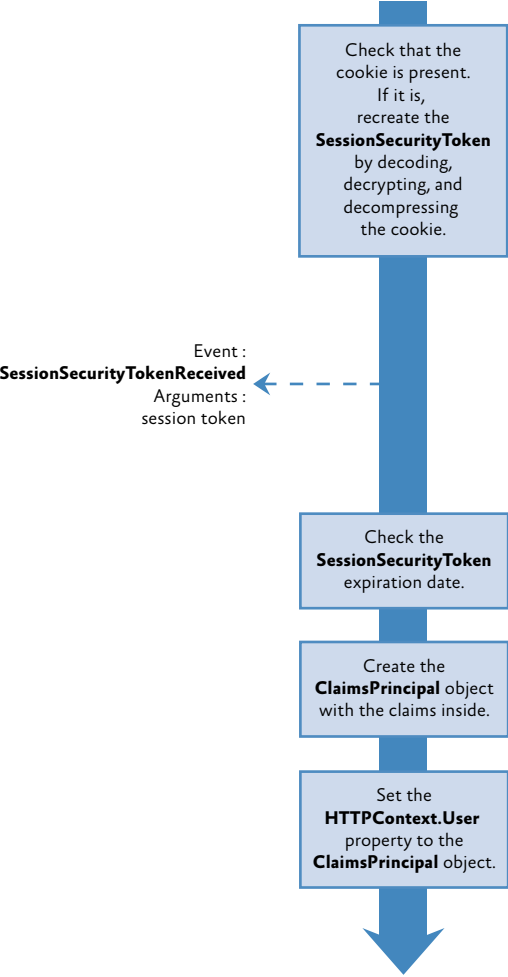 Check that the
cookie is present.
If it is,
recreate the
SessionSecurityToken
by decoding,
decrypting, and
decompressing
the cookie.
Event :
SessionSecurityTokenReceived
Arguments :
session token
Check the
SessionSecurityToken
expiration date.
Create the
ClaimsPrincipal object
with the claims inside.
Set the
HTTPContext.User
property to the
ClaimsPrincipal object.